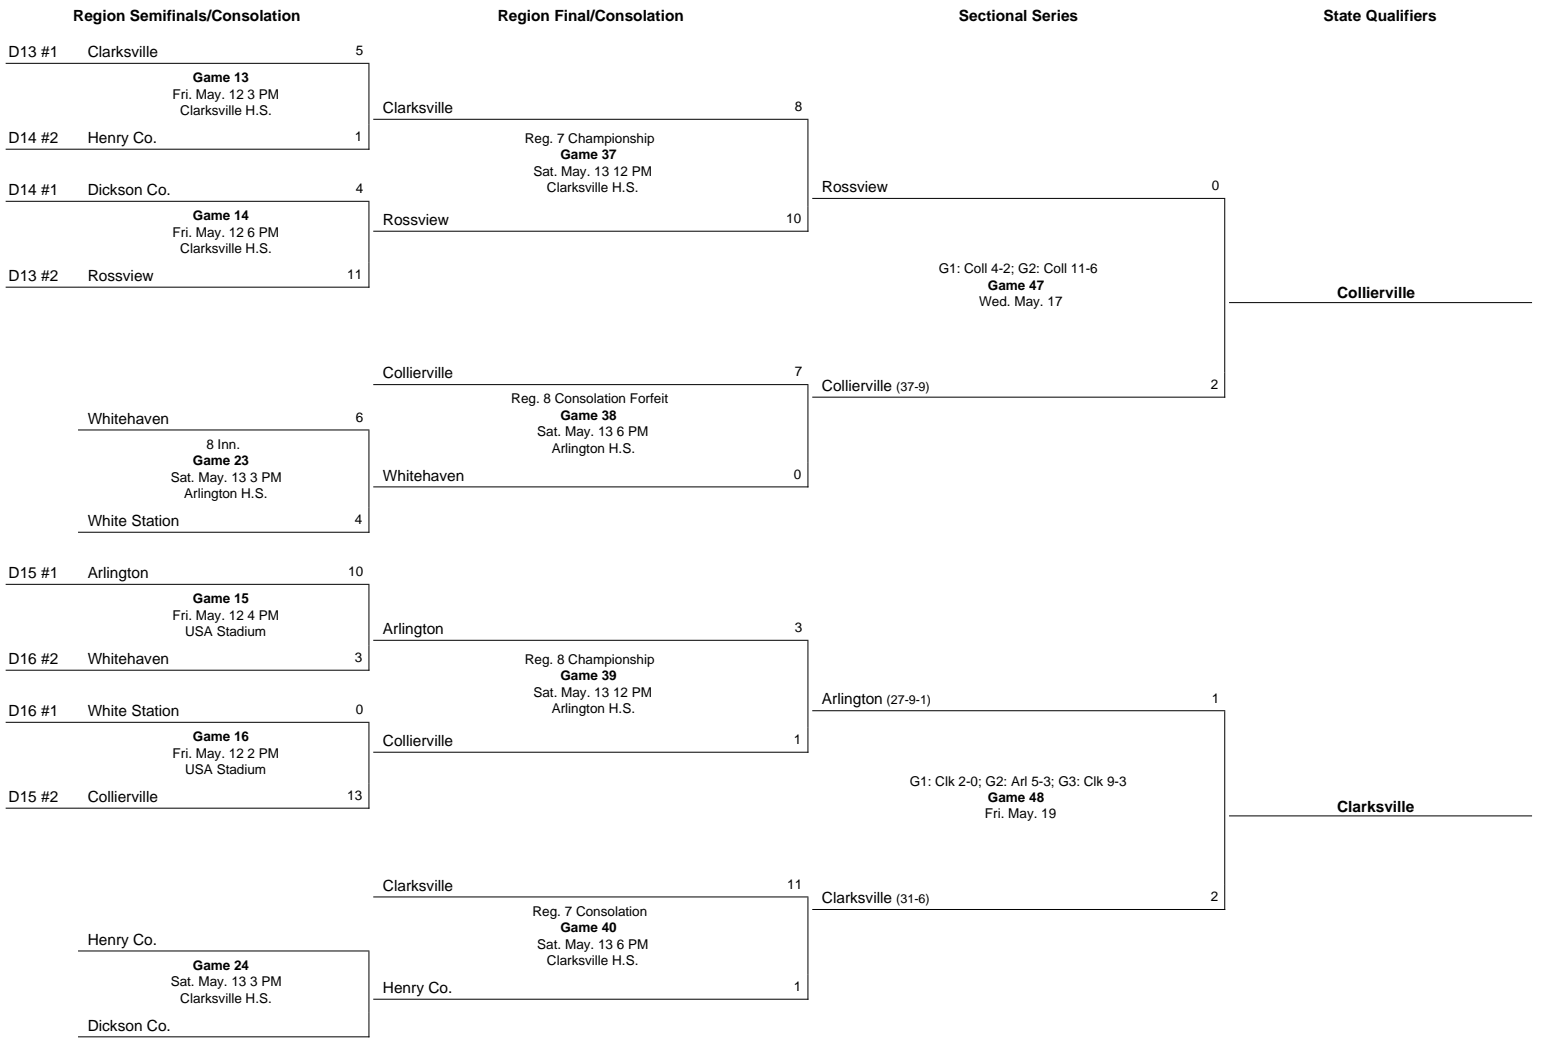 Region Semifinals/Consolation Region Final/Consolation Sectional Series State Qualifiers
D13 #1 Clarksville 5
Game 13
Fri. May. 12 3 PM
Clarksville H.S.
D14 #2 Henry Co. 1
D14 #1 Dickson Co. 4
Game 14
Fri. May. 12 6 PM
Clarksville H.S.
D13 #2 Rossview 11
Whitehaven 6
8 Inn.
Game 23
Sat. May. 13 3 PM
Arlington H.S.
White Station 4
D15 #1 Arlington 10
Game 15
Fri. May. 12 4 PM
USA Stadium
D16 #2 Whitehaven 3
D16 #1 White Station 0
Game 16
Fri. May. 12 2 PM
USA Stadium
D15 #2 Collierville 13
Henry Co.
Game 24
Sat. May. 13 3 PM
Clarksville H.S.
Dickson Co.
Clarksville 8
Reg. 7 Championship
Game 37
Sat. May. 13 12 PM
Clarksville H.S.
Rossview 10
Collierville 7
Reg. 8 Consolation Forfeit
Game 38
Sat. May. 13 6 PM
Arlington H.S.
Whitehaven 0
Arlington 3
Reg. 8 Championship
Game 39
Sat. May. 13 12 PM
Arlington H.S.
Collierville 1
Clarksville 11
Reg. 7 Consolation
Game 40
Sat. May. 13 6 PM
Clarksville H.S.
Henry Co. 1
Rossview 0
G1: Coll 4-2; G2: Coll 11-6
Game 47
Wed. May. 17
Collierville (37-9) 2
Arlington (27-9-1) 1
G1: Clk 2-0; G2: Arl 5-3; G3: Clk 9-3
Game 48
Fri. May. 19
Clarksville (31-6) 2
Collierville
Clarksville